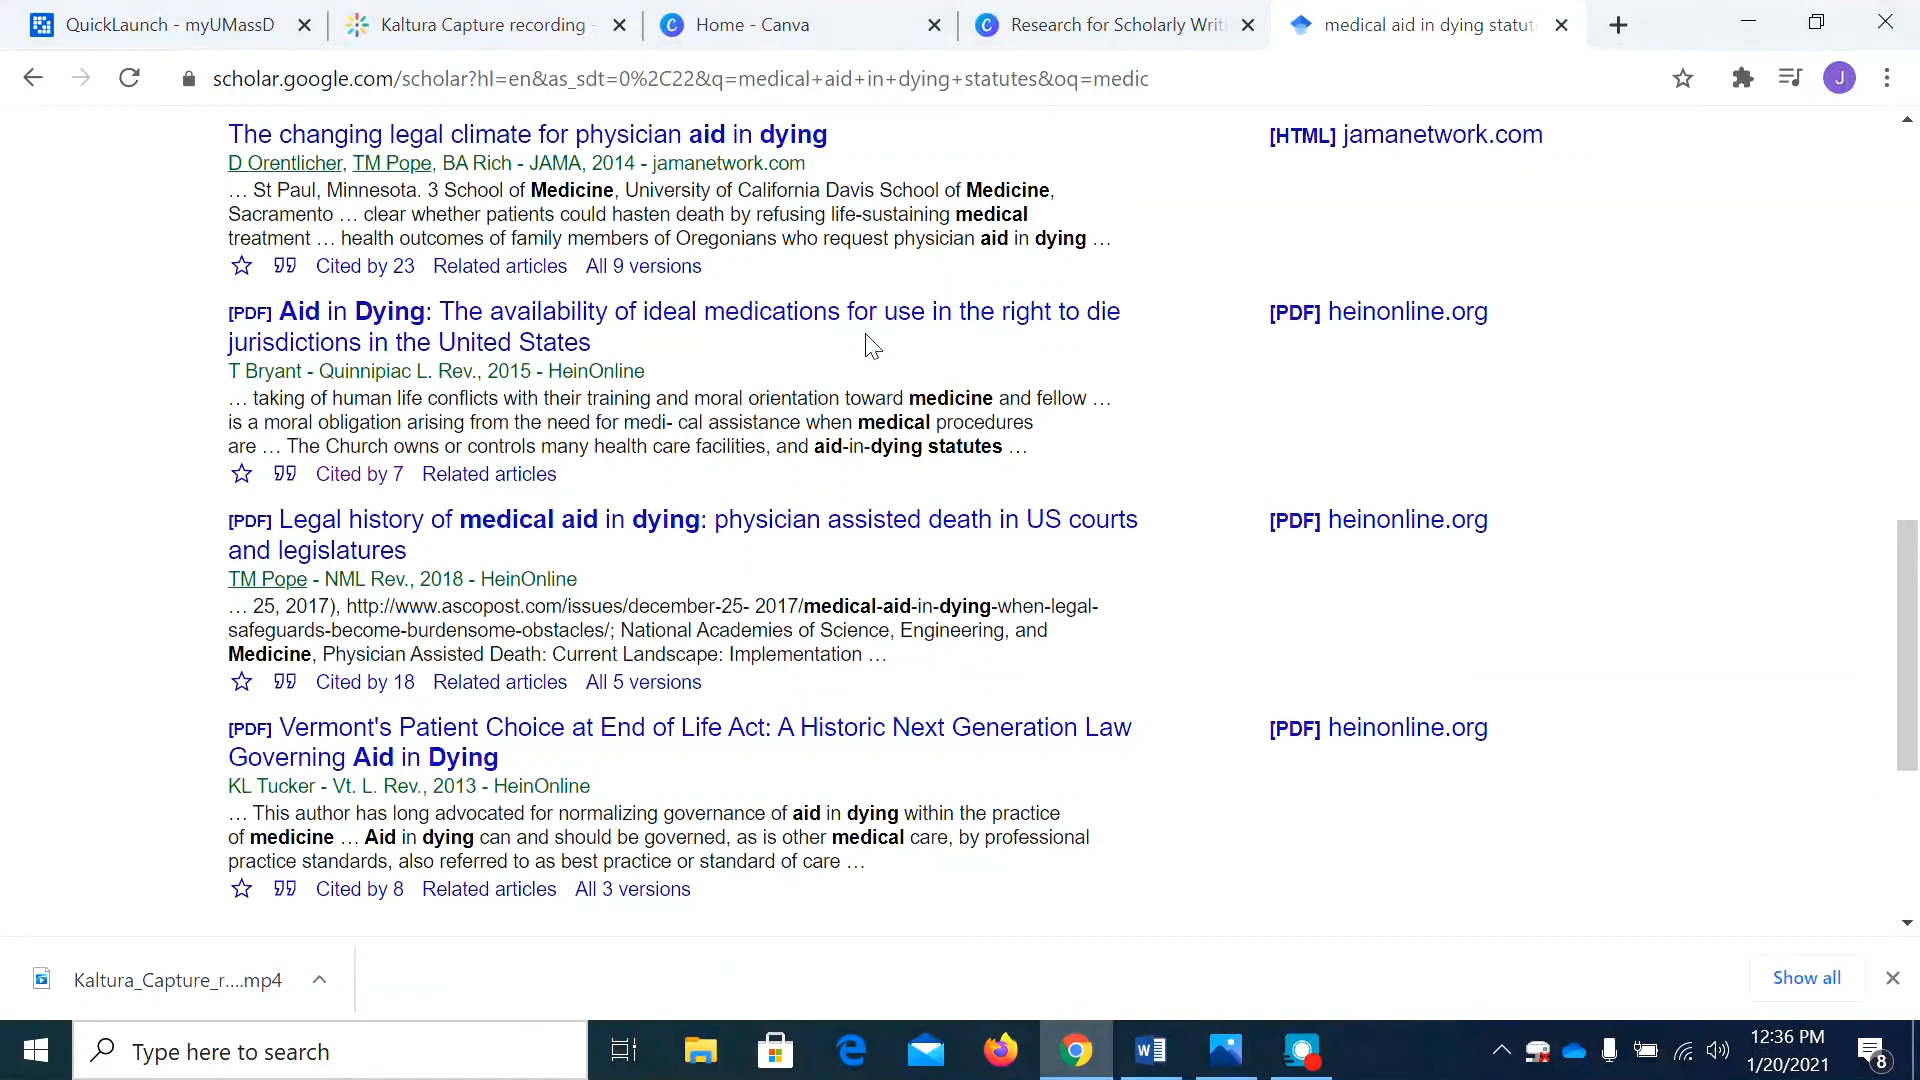 QuickLaunch - myUMassD
Kaltura Capture recording -
Home - Canva
Research for Scholarly Writi
medical aid in dying statute
scholar.google.com/scholar?hl=en&as_sdt=0%2C22&q=medical+aid+in+dying+statutes&oq=medic
J
The changing legal climate for physician aid in dying
[HTML] jamanetwork.com
D Orentlicher, TM Pope, BA Rich - JAMA, 2014 - jamanetwork.com
... St Paul, Minnesota. 3 School of Medicine, University of California Davis School of Medicine,
Sacramento ... clear whether patients could hasten death by refusing life-sustaining medical
treatment ... health outcomes of family members of Oregonians who request physician aid in dying ...
Cited by 23 Related articles All 9 versions
[PDF] Aid in Dying: The availability of ideal medications for use in the right to die
jurisdictions in the United States
[PDF] heinonline.org
T Bryant - Quinnipiac L. Rev., 2015 - HeinOnline
... taking of human life conflicts with their training and moral orientation toward medicine and fellow ...
is a moral obligation arising from the need for medi- cal assistance when medical procedures
are ... The Church owns or controls many health care facilities, and aid-in-dying statutes ...
Cited by 7 Related articles
[PDF] Legal history of medical aid in dying: physician assisted death in US courts
and legislatures
[PDF] heinonline.org
TM Pope - NML Rev., 2018 - HeinOnline
... 25, 2017), http://www.ascopost.com/issues/december-25- 2017/medical-aid-in-dying-when-legal-
safeguards-become-burdensome-obstacles/; National Academies of Science, Engineering, and
Medicine, Physician Assisted Death: Current Landscape: Implementation ...
Cited by 18 Related articles All 5 versions
[PDF] Vermont's Patient Choice at End of Life Act: A Historic Next Generation Law
Governing Aid in Dying
[PDF] heinonline.org
KL Tucker - Vt. L. Rev., 2013 - HeinOnline
... This author has long advocated for normalizing governance of aid in dying within the practice
of medicine ... Aid in dying can and should be governed, as is other medical care, by professional
practice standards, also referred to as best practice or standard of care ...
Cited by 8 Related articles All 3 versions
Kaltura_Capture_r....mp4
Show all
Type here to search
12:36 PM
1/20/2021
8